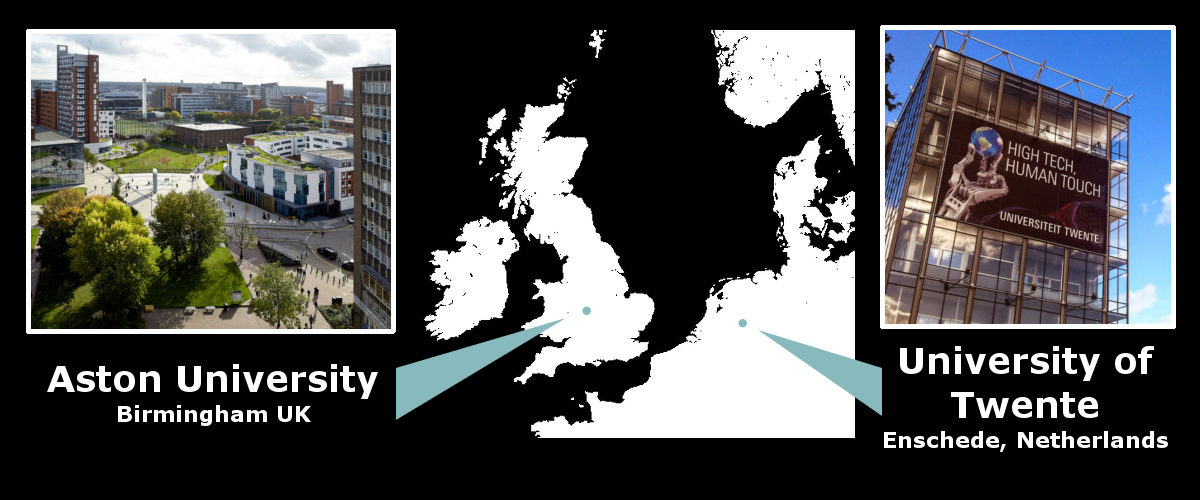 Aston University
Birmingham UK
HIGH TECH,
HUMAN TOUCH
UNIVERSITEIT TWENTE.
University of
Twente
Enschede, Netherlands